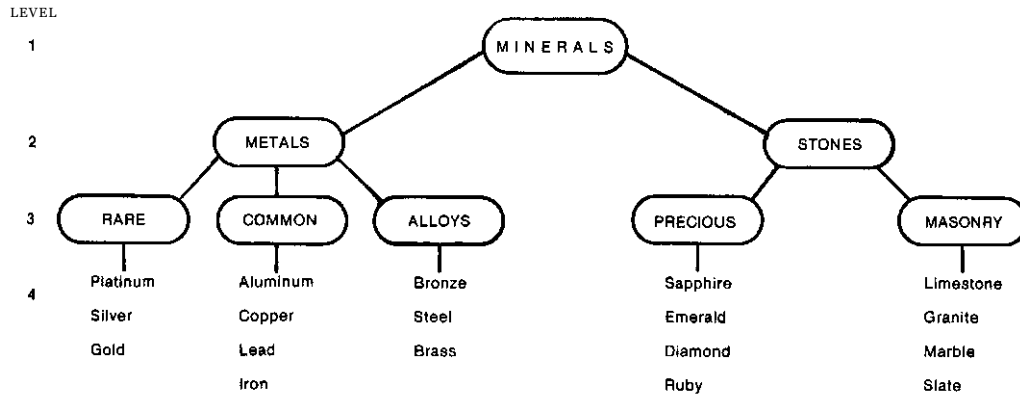 LEVEL
1 MINERALS
2 METALS STONES
3 RARE COMMON ALLOYS PRECIOUS MASONRY
Platinum Aluminum Bronze Sapphire Limestone
4
Silver Copper Steel Emerald Granite
Gold Lead Brass Diamond Marble
Iron Ruby Slate